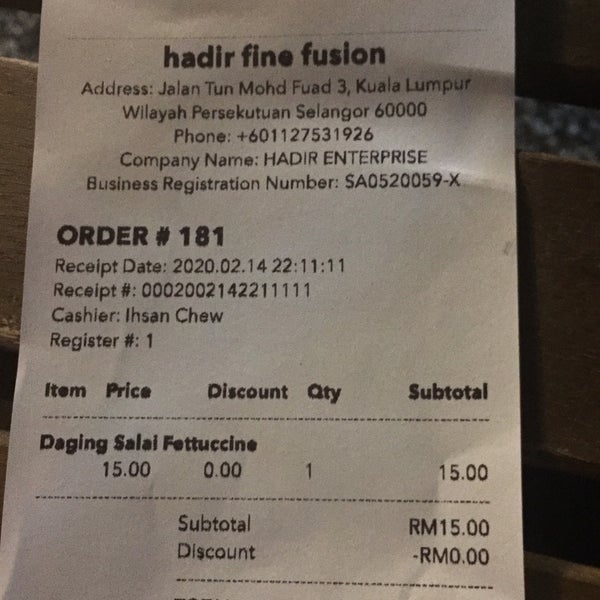 hadir fine fusion
Address: Jalan Tun Mohd Fuad 3, Kuala Lumpur
Wilayah Persekutuan Selangor 60000
Phone: +601127531926
Company Name: HADIR ENTERPRISE
Business Registration Number: SA0520059-X
ORDER # 181
Receipt Date: 2020.02.14 22:11:11
Receipt #: 0002002142211111
Cashier: Ihsan Chew
Register #: 1
Item Price Discount Qty Subtotal
Daging Salai Fettuccine
15.00 0.00 1 15.00
Subtotal RM15.00
Discount -RM0.00